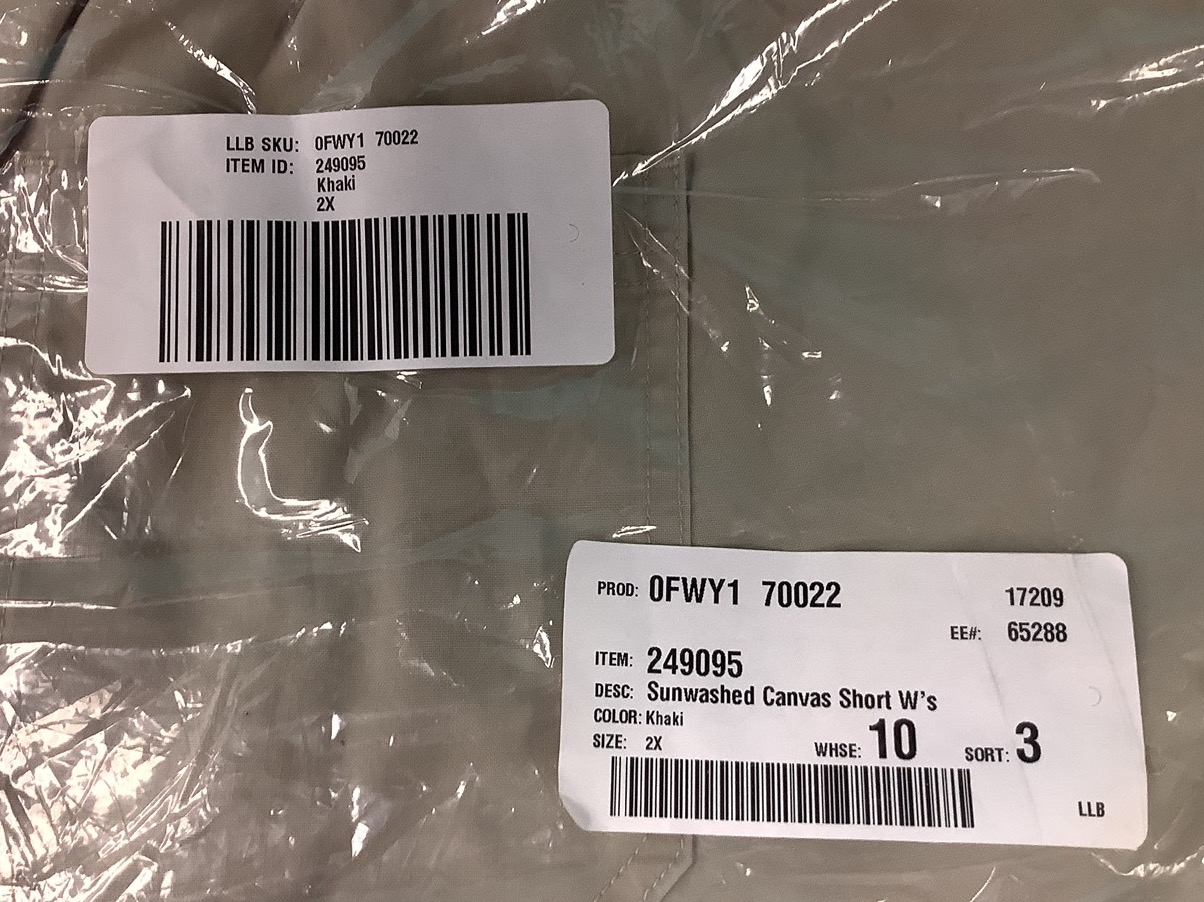 LLB SKU: 0FWY1 70022
ITEM ID: 249095
Khaki
2X
PROD: 0FWY1 70022 17209
EE#: 65288
ITEM: 249095
DESC: Sunwashed Canvas Short W's
COLOR: Khaki
SIZE: 2X WHSE: 10 SORT: 3
LLB